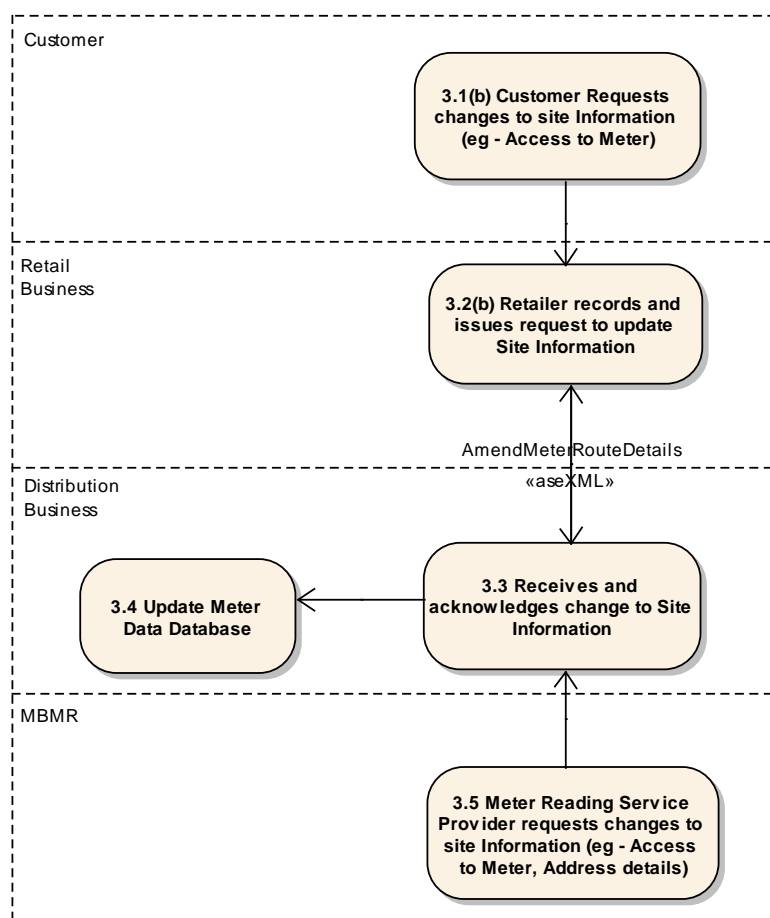 Customer
3.1(b) Customer Requests
changes to site Information
(eg - Access to Meter)
Retail
Business
3.2(b) Retailer records and
issues request to update
Site Information
AmendMeterRouteDetails
«aseXML»
Distribution
Business
3.4 Update Meter
Data Database
3.3 Receives and
acknowledges change to Site
Information
MBMR
3.5 Meter Reading Service
Provider requests changes to
site Information (eg - Access
to Meter, Address details)